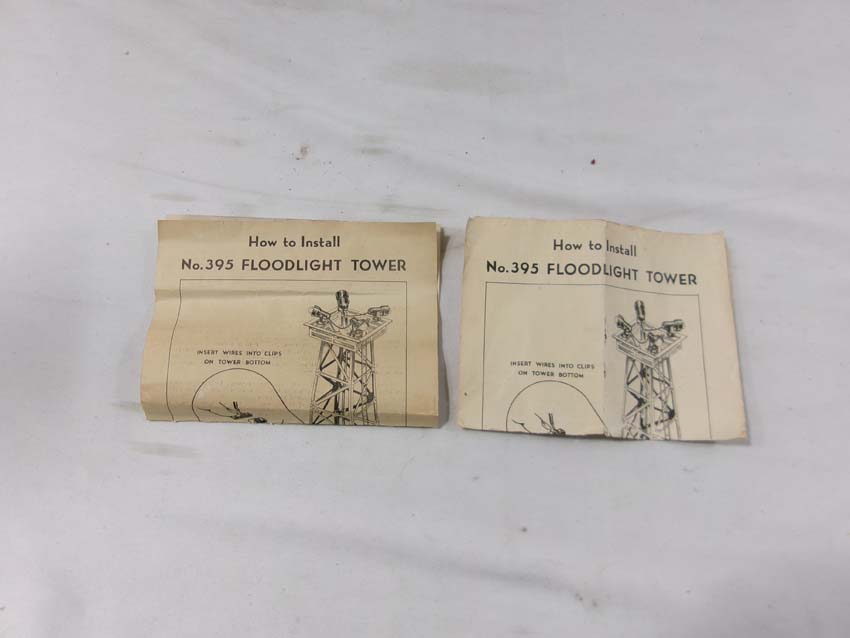 How to Install
No. 395 FLOODLIGHT TOWER
INSERT WIRES INTO CLIPS
ON TOWER BOTTOM
How to Install
No. 395 FLOODLIGHT TOWER
INSERT WIRES INTO CLIPS
ON TOWER BOTTOM